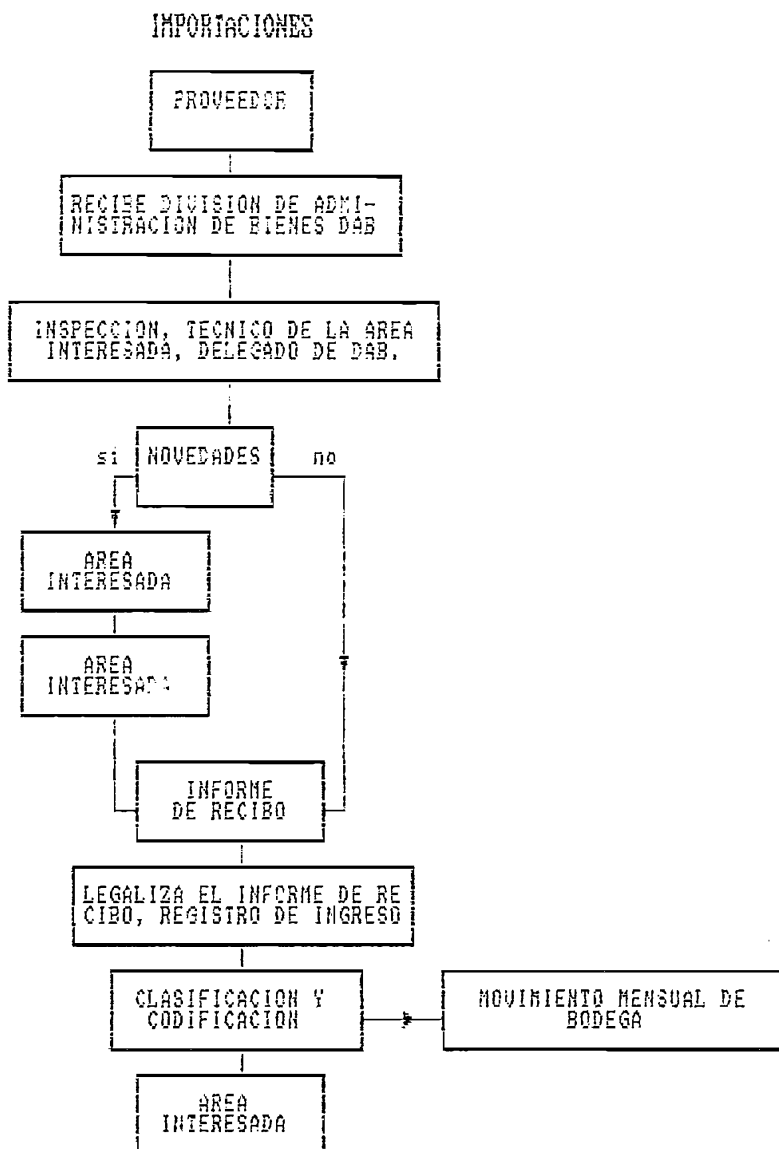 IMPORTACIONES
PROVEEDOR
RECIBE DIVISION DE ADMI-
NISTRACION DE BIENES DAB
INSPECCION, TECNICO DE LA AREA
INTERESADA, DELEGADO DE DAB.
si NOVEDADES no
AREA
INTERESADA
AREA
INTERESADA
INFORME
DE RECIBO
LEGALIZA EL INFORME DE RE
CIBO, REGISTRO DE INGRESO
CLASIFICACION Y
CODIFICACION
MOVIMIENTO MENSUAL DE
BODEGA
AREA
INTERESADA